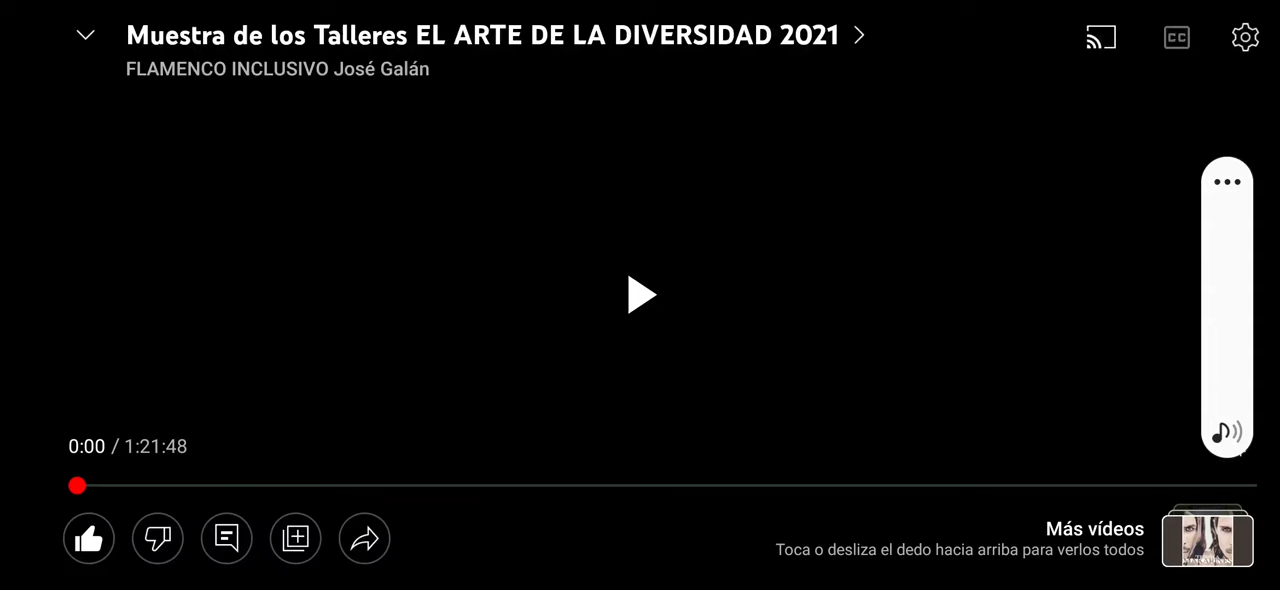 Muestra de los Talleres EL ARTE DE LA DIVERSIDAD 2021
FLAMENCO INCLUSIVO José Galán
CC
0:00 / 1:21:48
Más vídeos
Toca o desliza el dedo hacia arriba para verlos todos